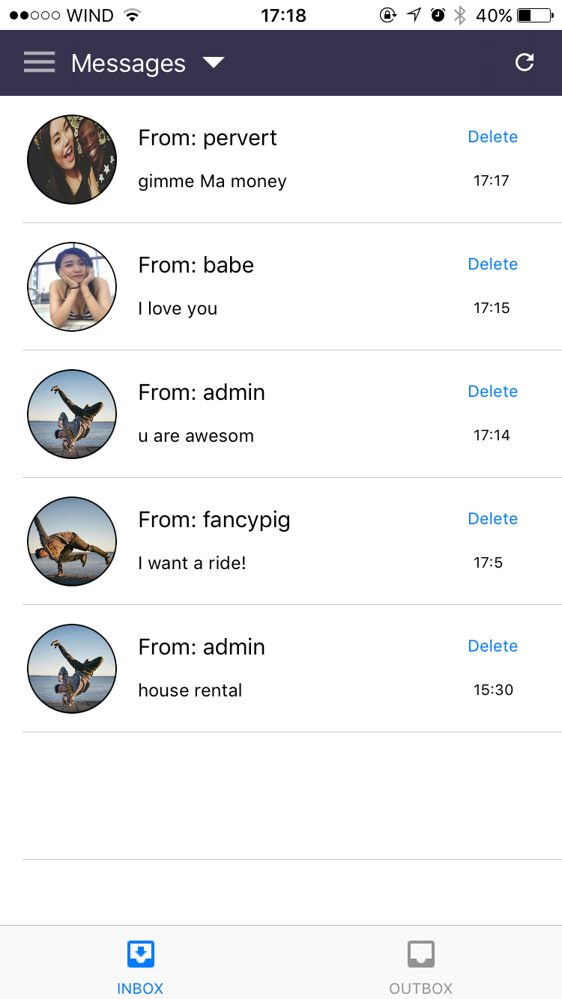 WIND 17:18 40%
Messages
From: pervert Delete
gimme Ma money 17:17
From: babe Delete
I love you 17:15
From: admin Delete
u are awesom 17:14
From: fancypig Delete
I want a ride! 17:5
From: admin Delete
house rental 15:30
INBOX OUTBOX